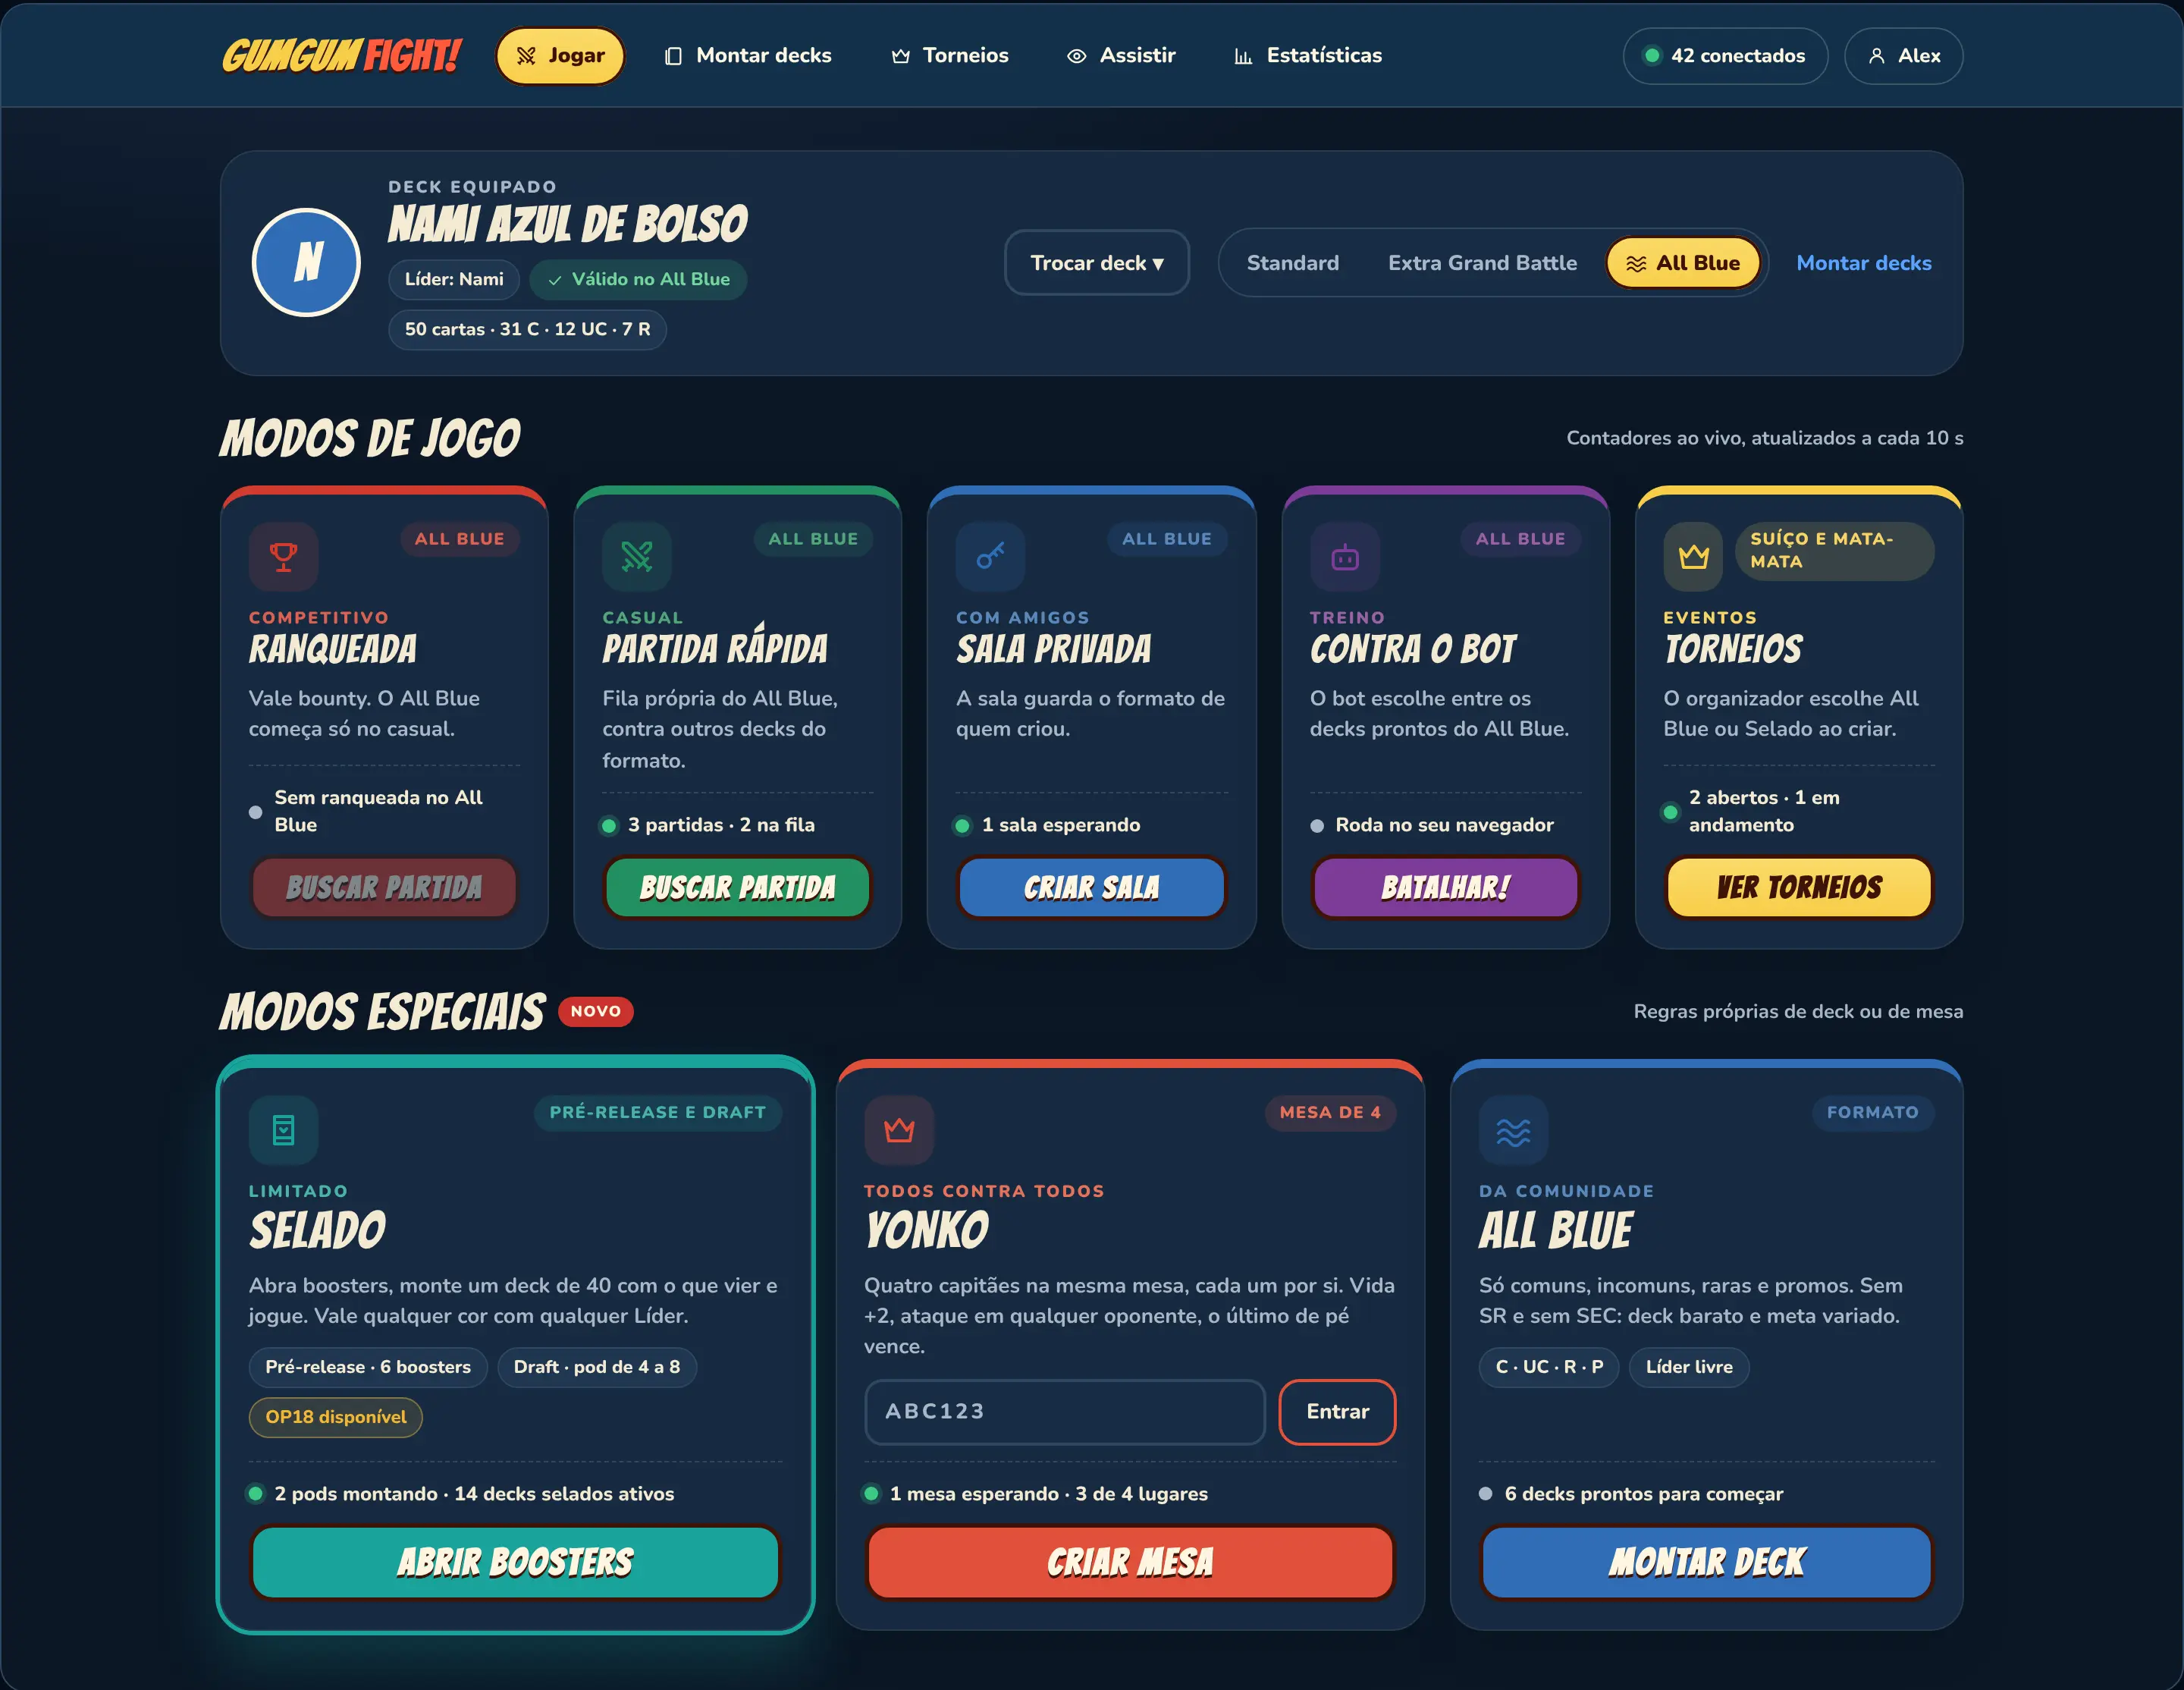 GUMGUM FIGHT!
Jogar
Montar decks
Torneios
Assistir
Estatísticas
42 conectados
Alex
DECK EQUIPADO
N
NAMI AZUL DE BOLSO
Líder: Nami
Válido no All Blue
50 cartas · 31 C · 12 UC · 7 R
Trocar deck ▾
Standard
Extra Grand Battle
All Blue
Montar decks
MODOS DE JOGO
Contadores ao vivo, atualizados a cada 10 s
ALL BLUE
COMPETITIVO
RANQUEADA
Vale bounty. O All Blue
começa só no casual.
Sem ranqueada no All
Blue
BUSCAR PARTIDA
ALL BLUE
CASUAL
PARTIDA RÁPIDA
Fila própria do All Blue,
contra outros decks do
formato.
3 partidas · 2 na fila
BUSCAR PARTIDA
ALL BLUE
COM AMIGOS
SALA PRIVADA
A sala guarda o formato de
quem criou.
1 sala esperando
CRIAR SALA
ALL BLUE
TREINO
CONTRA O BOT
O bot escolhe entre os
decks prontos do All Blue.
Roda no seu navegador
BATALHAR!
SUÍÇO E MATA-
MATA
EVENTOS
TORNEIOS
O organizador escolhe All
Blue ou Selado ao criar.
2 abertos · 1 em
andamento
VER TORNEIOS
MODOS ESPECIAIS
NOVO
Regras próprias de deck ou de mesa
PRÉ-RELEASE E DRAFT
LIMITADO
SELADO
Abra boosters, monte um deck de 40 com o que vier e
jogue. Vale qualquer cor com qualquer Líder.
Pré-release · 6 boosters
Draft · pod de 4 a 8
OP18 disponível
2 pods montando · 14 decks selados ativos
ABRIR BOOSTERS
MESA DE 4
TODOS CONTRA TODOS
YONKO
Quatro capitães na mesma mesa, cada um por si. Vida
+2, ataque em qualquer oponente, o último de pé
vence.
ABC123
Entrar
1 mesa esperando · 3 de 4 lugares
CRIAR MESA
FORMATO
DA COMUNIDADE
ALL BLUE
Só comuns, incomuns, raras e promos. Sem
SR e sem SEC: deck barato e meta variado.
C · UC · R · P
Líder livre
6 decks prontos para começar
MONTAR DECK